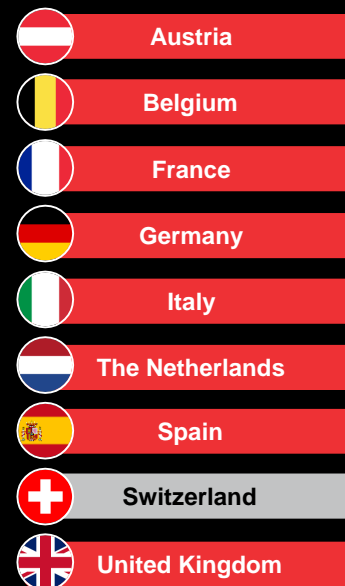 Austria
Belgium
France
Germany
Italy
The Netherlands
Spain
Switzerland
United Kingdom